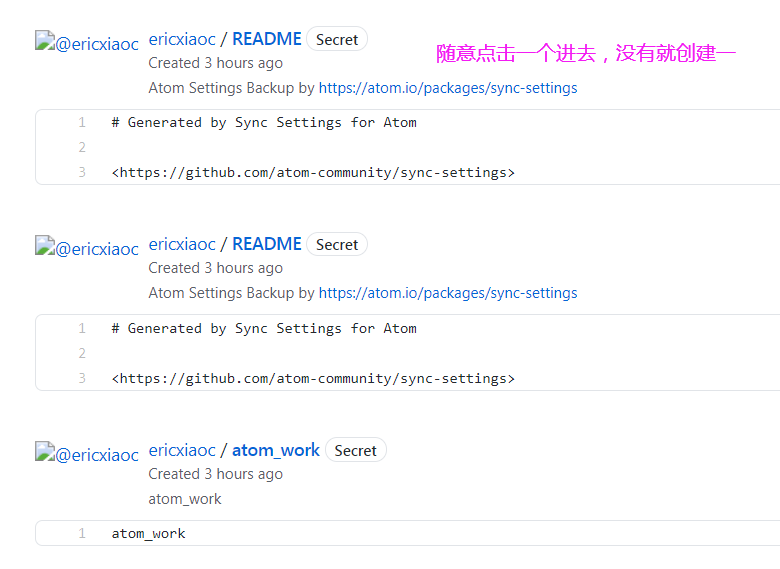 @ericxiaoc ericxiaoc / README Secret
随意点击一个进去，没有就创建一
Created 3 hours ago
Atom Settings Backup by https://atom.io/packages/sync-settings
1 # Generated by Sync Settings for Atom
2
3 <https://github.com/atom-community/sync-settings>
@ericxiaoc ericxiaoc / README Secret
Created 3 hours ago
Atom Settings Backup by https://atom.io/packages/sync-settings
1 # Generated by Sync Settings for Atom
2
3 <https://github.com/atom-community/sync-settings>
@ericxiaoc ericxiaoc / atom_work Secret
Created 3 hours ago
atom_work
1 atom_work